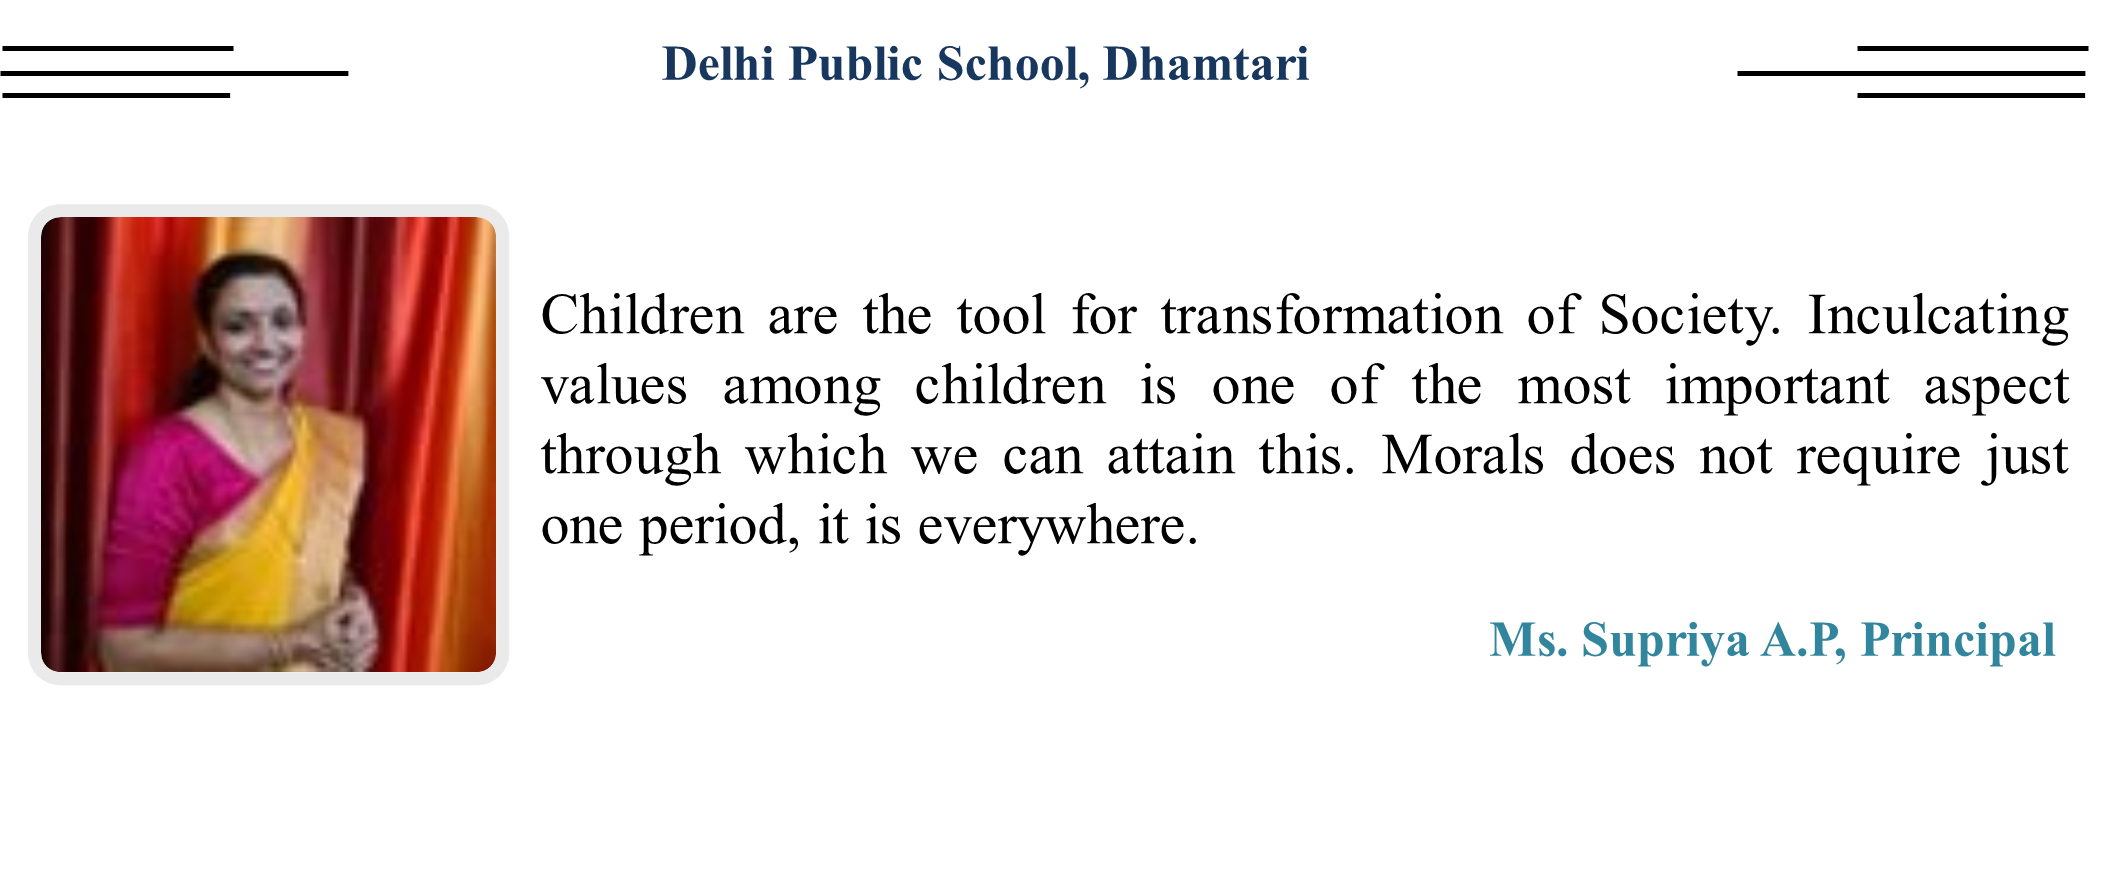 Delhi Public School, Dhamtari
Children are the tool for transformation of Society. Inculcating
values among children is one of the most important aspect
through which we can attain this. Morals does not require just
one period, it is everywhere.
Ms. Supriya A.P, Principal